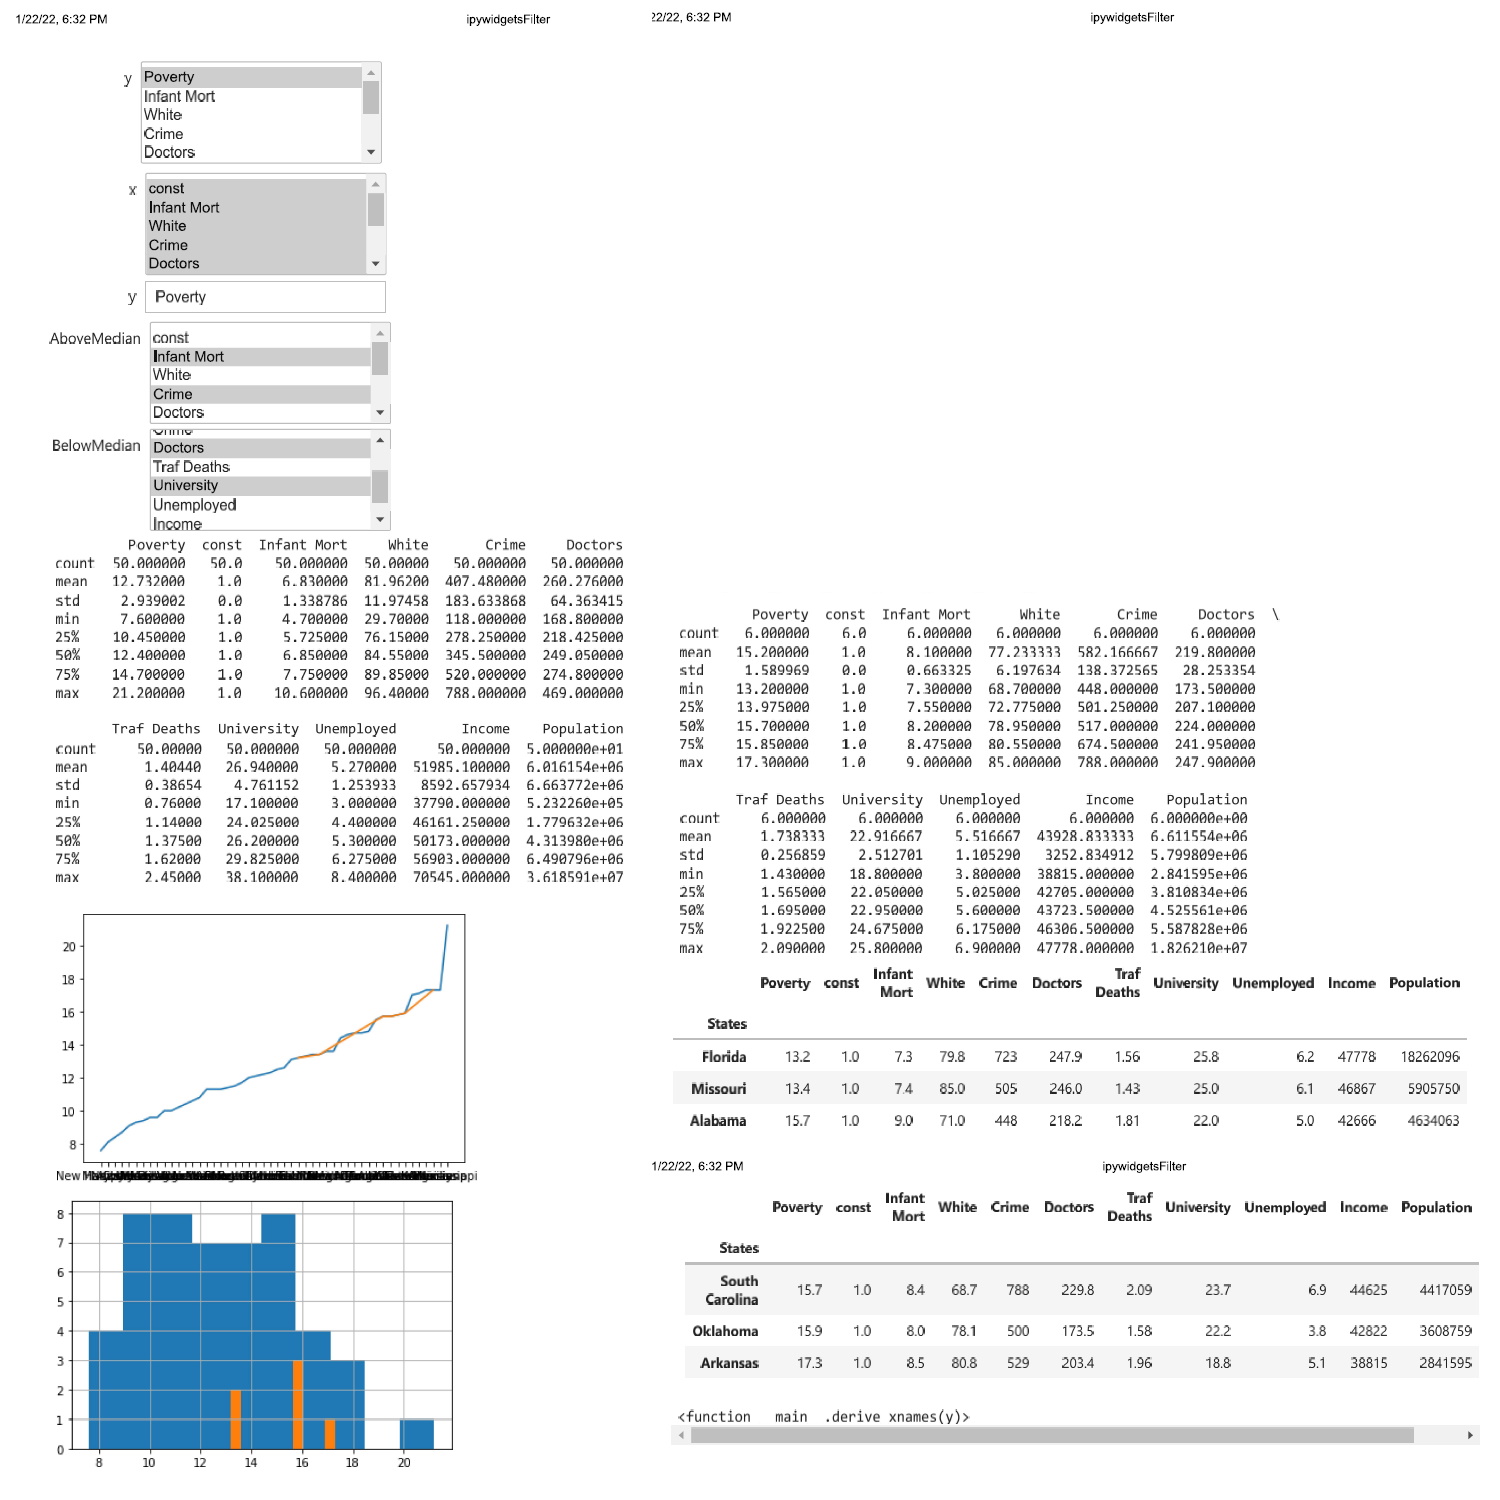 1/22/22, 6:32 PM ipywidgetsFilter
y Poverty
Infant Mort
White
Crime
Doctors
x const
Infant Mort
White
Crime
Doctors
y Poverty
AboveMedian const
Infant Mort
White
Crime
Doctors
BelowMedian Crime
Doctors
Traf Deaths
University
Unemployed
Income
Poverty const Infant Mort White Crime Doctors
count 50.000000 50.0 50.000000 50.00000 50.000000 50.000000
mean 12.732000 1.0 6.830000 81.96200 407.480000 260.276000
std 2.939002 0.0 1.338786 11.97458 183.633868 64.363415
min 7.600000 1.0 4.700000 29.70000 118.000000 168.800000
25% 10.450000 1.0 5.725000 76.15000 278.250000 218.425000
50% 12.400000 1.0 6.850000 84.55000 345.500000 249.050000
75% 14.700000 1.0 7.750000 89.85000 520.000000 274.800000
max 21.200000 1.0 10.600000 96.40000 788.000000 469.000000
Traf Deaths University Unemployed Income Population
count 50.00000 50.000000 50.000000 50.000000 5.000000e+01
mean 1.40440 26.940000 5.270000 51985.100000 6.016154e+06
std 0.38654 4.761152 1.253933 8592.657934 6.663772e+06
min 0.76000 17.100000 3.000000 37790.000000 5.232260e+05
25% 1.14000 24.025000 4.400000 46161.250000 1.779632e+06
50% 1.37500 26.200000 5.300000 50173.000000 4.313980e+06
75% 1.62000 29.825000 6.275000 56903.000000 6.490796e+06
max 2.45000 38.100000 8.400000 70545.000000 3.618591e+07
20
18
16
14
12
10
8
New
8
7
6
5
4
3
2
1
0
8 10 12 14 16 18 20
22/22, 6:32 PM ipywidgetsFilter
Poverty const Infant Mort White Crime Doctors \
count 6.000000 6.0 6.000000 6.000000 6.000000 6.000000
mean 15.200000 1.0 8.100000 77.233333 582.166667 219.800000
std 1.589969 0.0 0.663325 6.197634 138.372565 28.253354
min 13.200000 1.0 7.300000 68.700000 448.000000 173.500000
25% 13.975000 1.0 7.550000 72.775000 501.250000 207.100000
50% 15.700000 1.0 8.200000 78.950000 517.000000 224.000000
75% 15.850000 1.0 8.475000 80.550000 674.500000 241.950000
max 17.300000 1.0 9.000000 85.000000 788.000000 247.900000
Traf Deaths University Unemployed Income Population
count 6.000000 6.000000 6.000000 6.000000 6.000000e+00
mean 1.738333 22.916667 5.516667 43928.833333 6.611554e+06
std 0.256859 2.512701 1.105290 3252.834912 5.799809e+06
min 1.430000 18.800000 3.800000 38815.000000 2.841595e+06
25% 1.565000 22.050000 5.025000 42705.000000 3.810834e+06
50% 1.695000 22.950000 5.600000 43723.500000 4.525561e+06
75% 1.922500 24.675000 6.175000 46306.500000 5.587828e+06
max 2.090000 25.800000 6.900000 47778.000000 1.826210e+07
Poverty const Infant Mort White Crime Doctors Traf Deaths University Unemployed Income Population
States
Florida 13.2 1.0 7.3 79.8 723 247.9 1.56 25.8 6.2 47778 18262096
Missouri 13.4 1.0 7.4 85.0 505 246.0 1.43 25.0 6.1 46867 5905750
Alabama 15.7 1.0 9.0 71.0 448 218.2 1.81 22.0 5.0 42666 4634063
1/22/22, 6:32 PM ipywidgetsFilter
Poverty const Infant Mort White Crime Doctors Traf Deaths University Unemployed Income Population
States
South Carolina 15.7 1.0 8.4 68.7 788 229.8 2.09 23.7 6.9 44625 4417059
Oklahoma 15.9 1.0 8.0 78.1 500 173.5 1.58 22.2 3.8 42822 3608759
Arkansas 17.3 1.0 8.5 80.8 529 203.4 1.96 18.8 5.1 38815 2841595
<function main .derive xnames(y)>